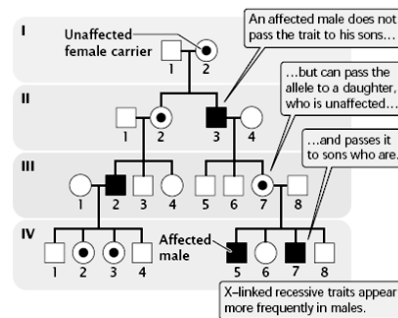 I
Unaffected
female carrier
1 2
An affected male does not
pass the trait to his sons...
II
1 2 3 4
...but can pass the
allele to a daughter,
who is unaffected...
III
1 2 3 4 5 6 7 8
...and passes it
to sons who are.
IV
Affected
male
1 2 3 4 5 6 7 8
X-linked recessive traits appear
more frequently in males.